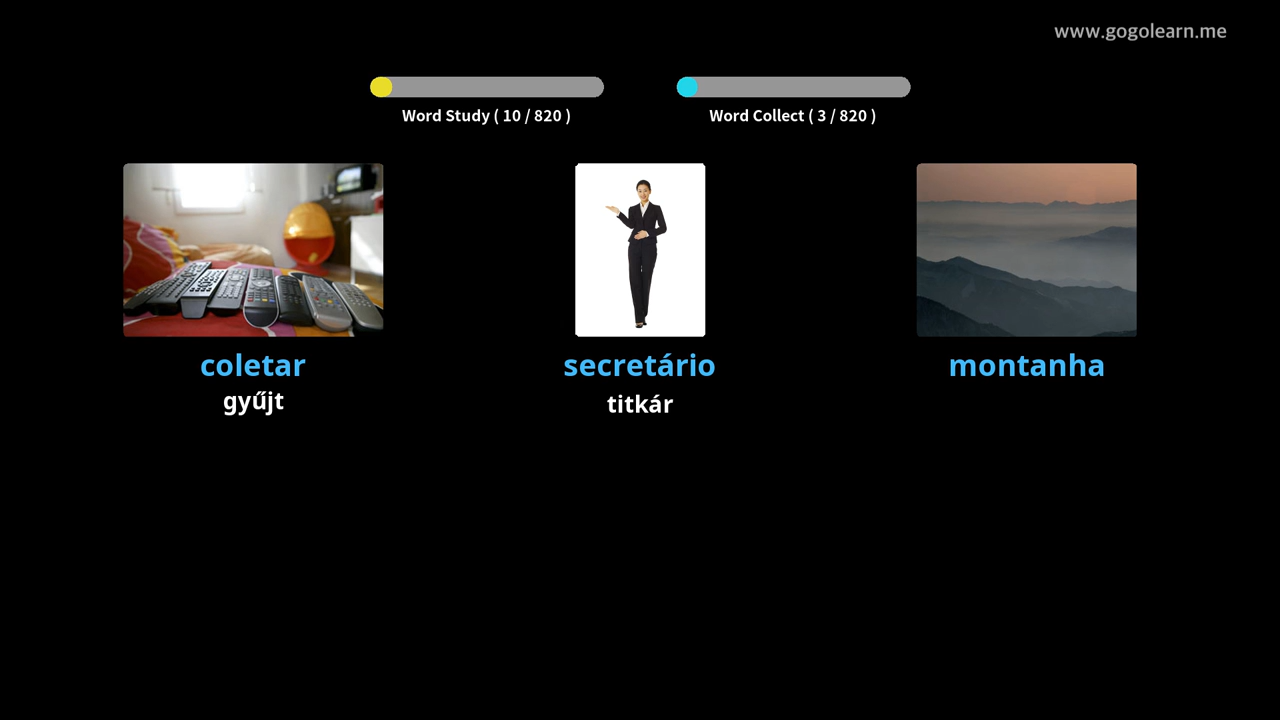 www.gogolearn.me
Word Study ( 10 / 820 )
Word Collect ( 3 / 820 )
coletar
gyűjt
secretário
titkár
montanha